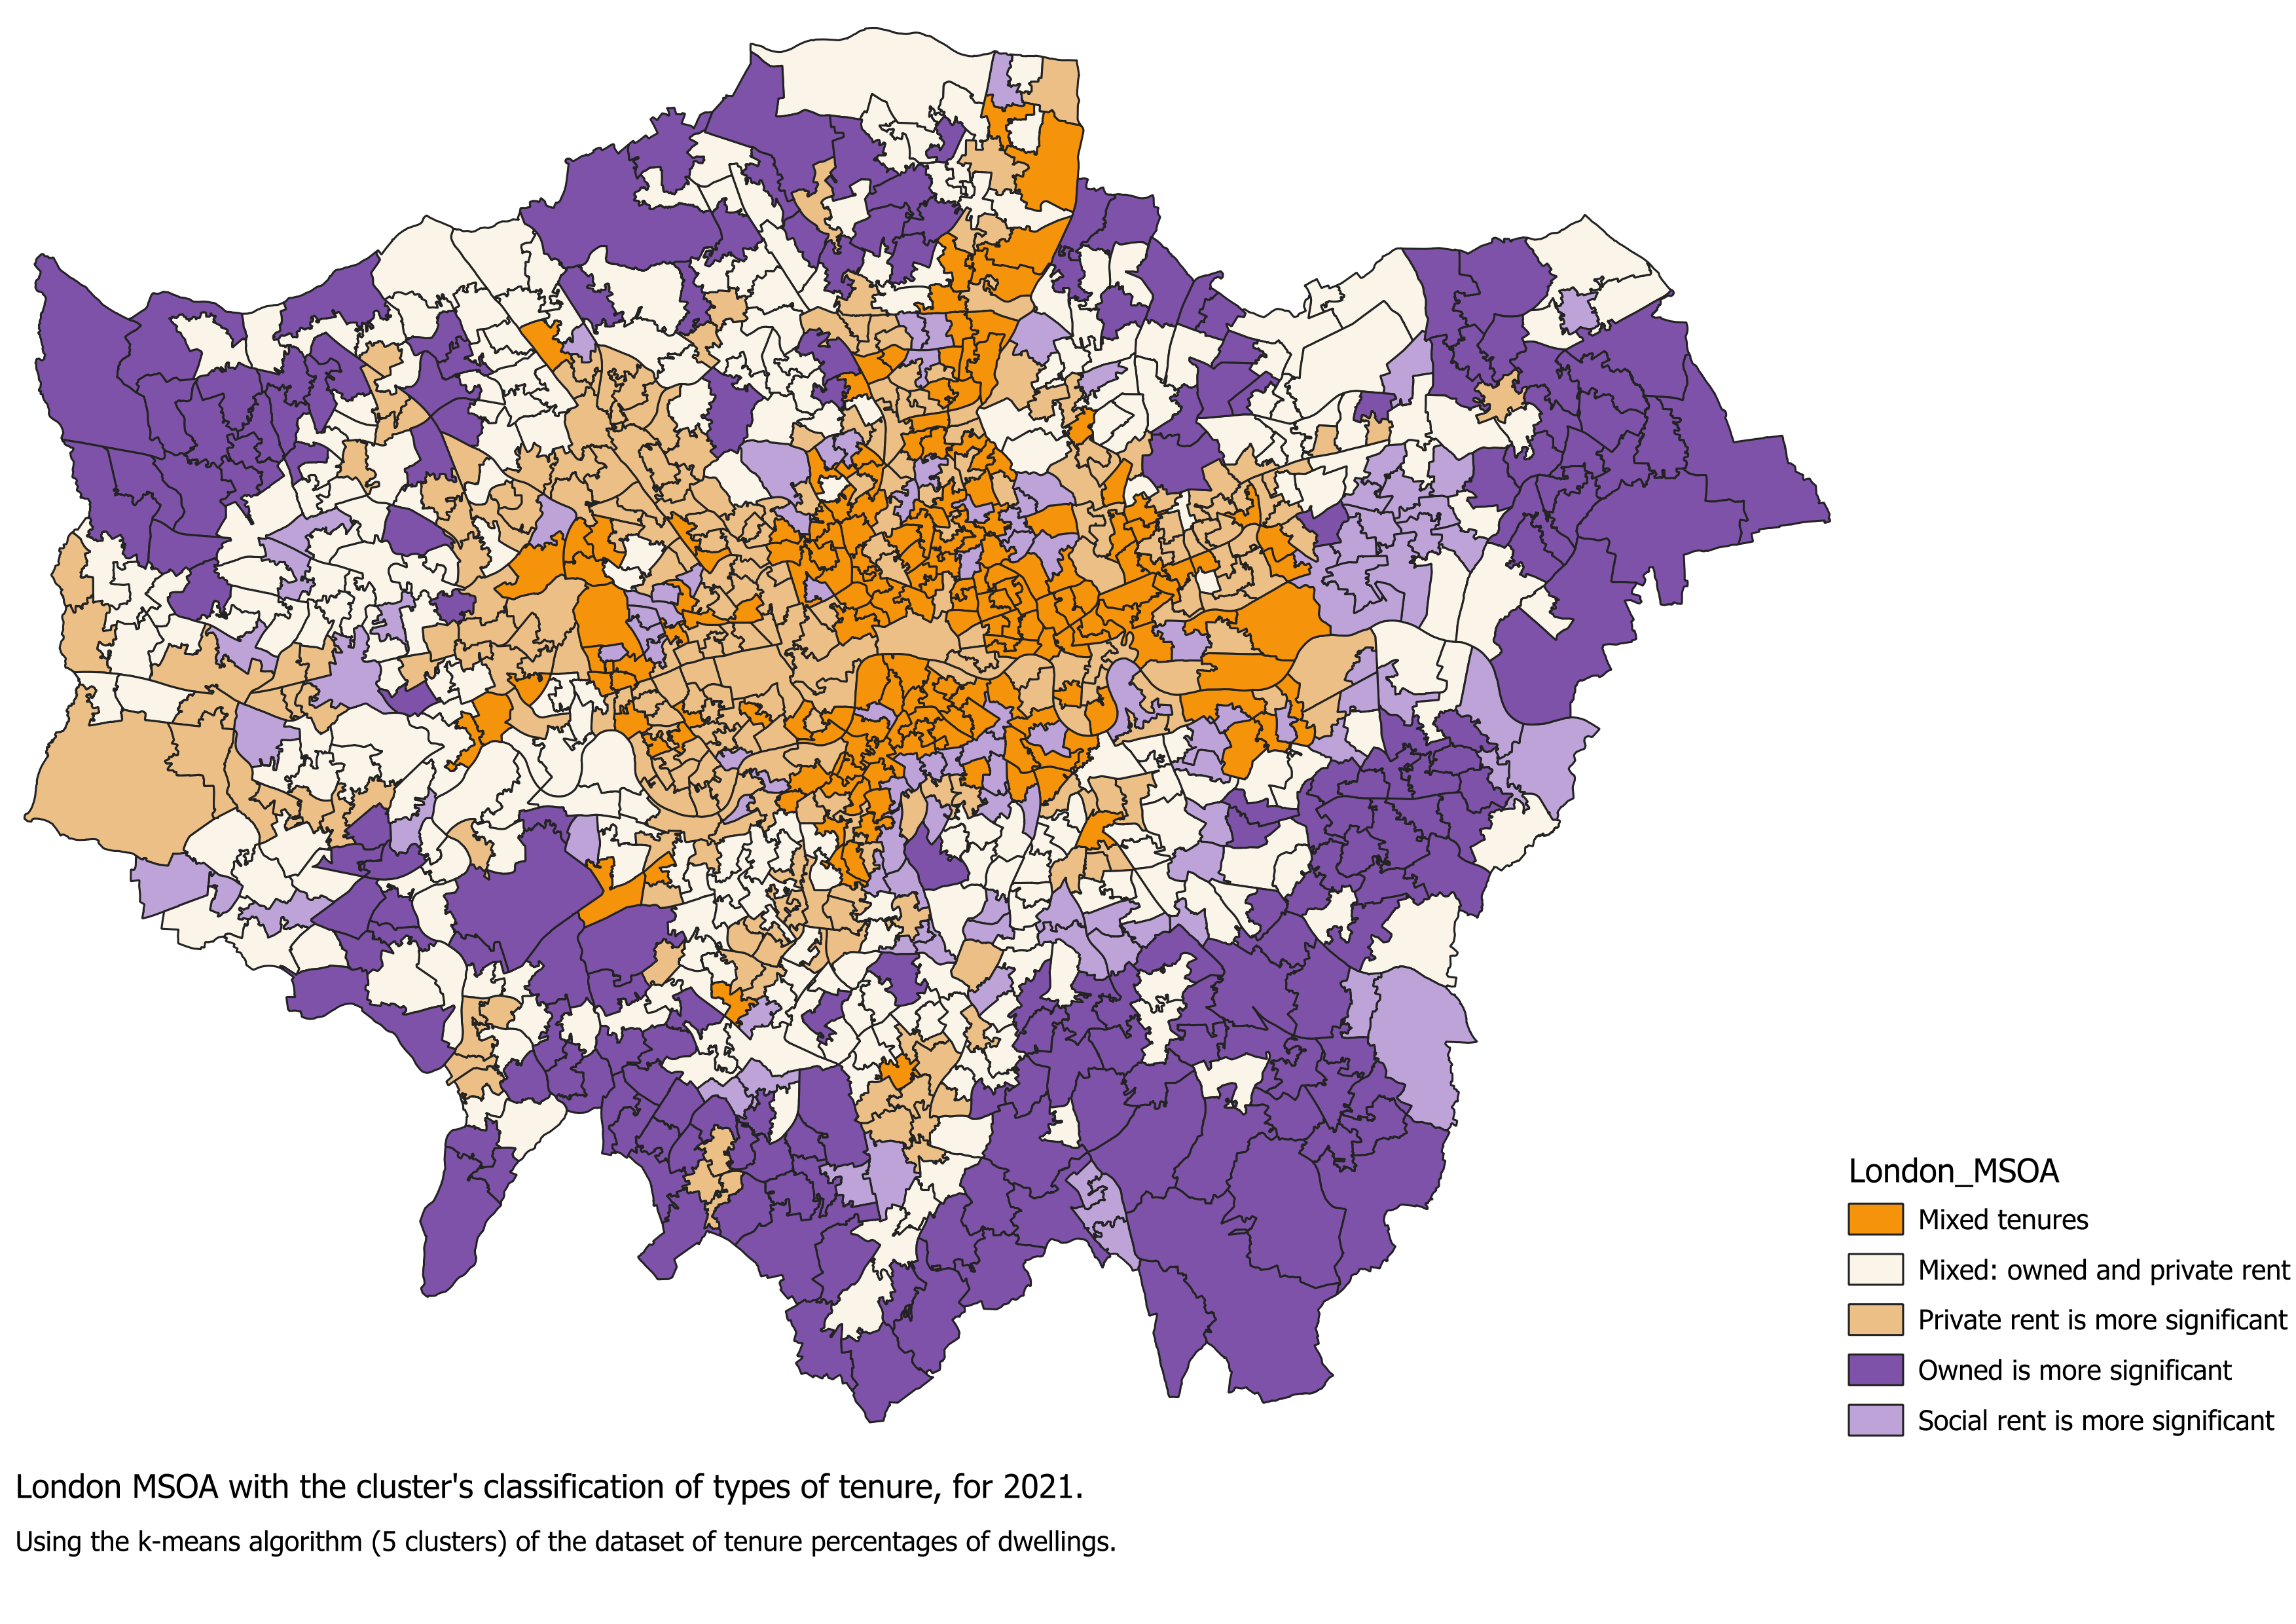 London_MSOA
Mixed tenures
Mixed: owned and private rent
Private rent is more significant
Owned is more significant
Social rent is more significant
London MSOA with the cluster's classification of types of tenure, for 2021.
Using the k-means algorithm (5 clusters) of the dataset of tenure percentages of dwellings.